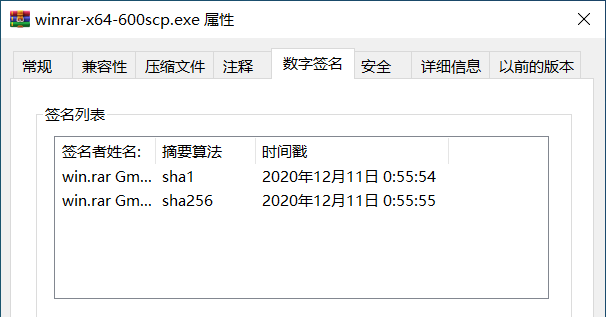 winrar-x64-600scp.exe 属性
常规 兼容性 压缩文件 注释 数字签名 安全 详细信息 以前的版本
签名列表
签名者姓名: 摘要算法 时间戳
win.rar Gm... sha1 2020年12月11日 0:55:54
win.rar Gm... sha256 2020年12月11日 0:55:55